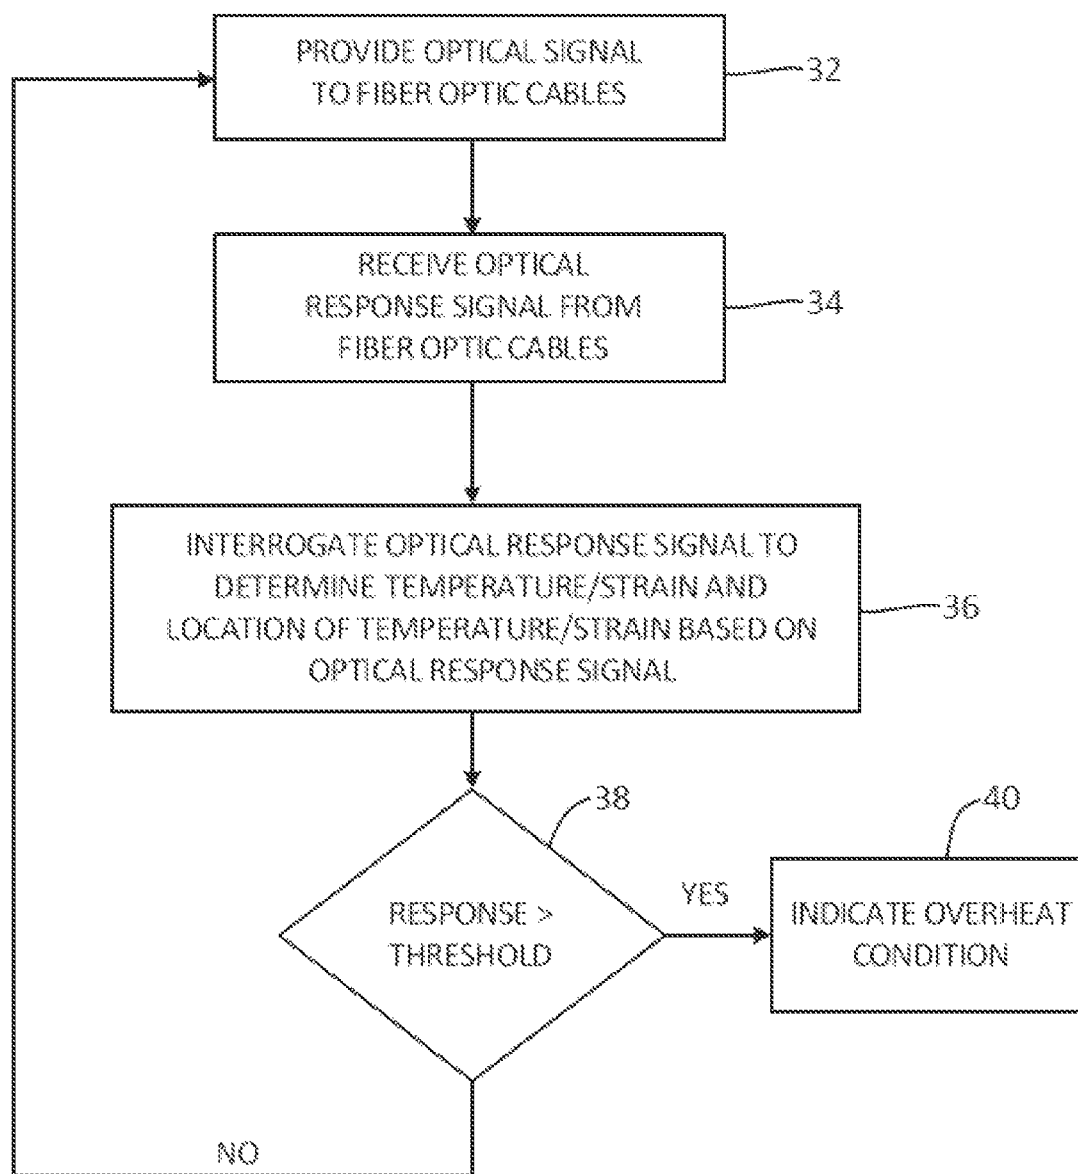 PROVIDE OPTICAL SIGNAL
TO FIBER OPTIC CABLES
32
RECEIVE OPTICAL
RESPONSE SIGNAL FROM
FIBER OPTIC CABLES
34
INTERROGATE OPTICAL RESPONSE SIGNAL TO
DETERMINE TEMPERATURE/STRAIN AND
LOCATION OF TEMPERATURE/STRAIN BASED ON
OPTICAL RESPONSE SIGNAL
36
38
RESPONSE >
THRESHOLD
YES
40
INDICATE OVERHEAT
CONDITION
NO